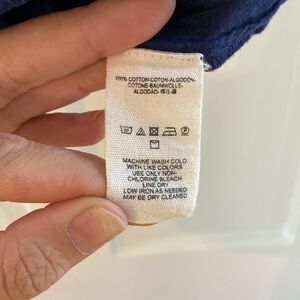 100% COTTON-COTON-ALGODÓN
COTONE-BAUMWOLLE-
ALGODÃO-
MACHINE WASH COLD
WITH LIKE COLORS
USE ONLY NON-
CHLORINE BLEACH
LINE DRY
LOW IRON AS NEEDED
MAY BE DRY CLEANED